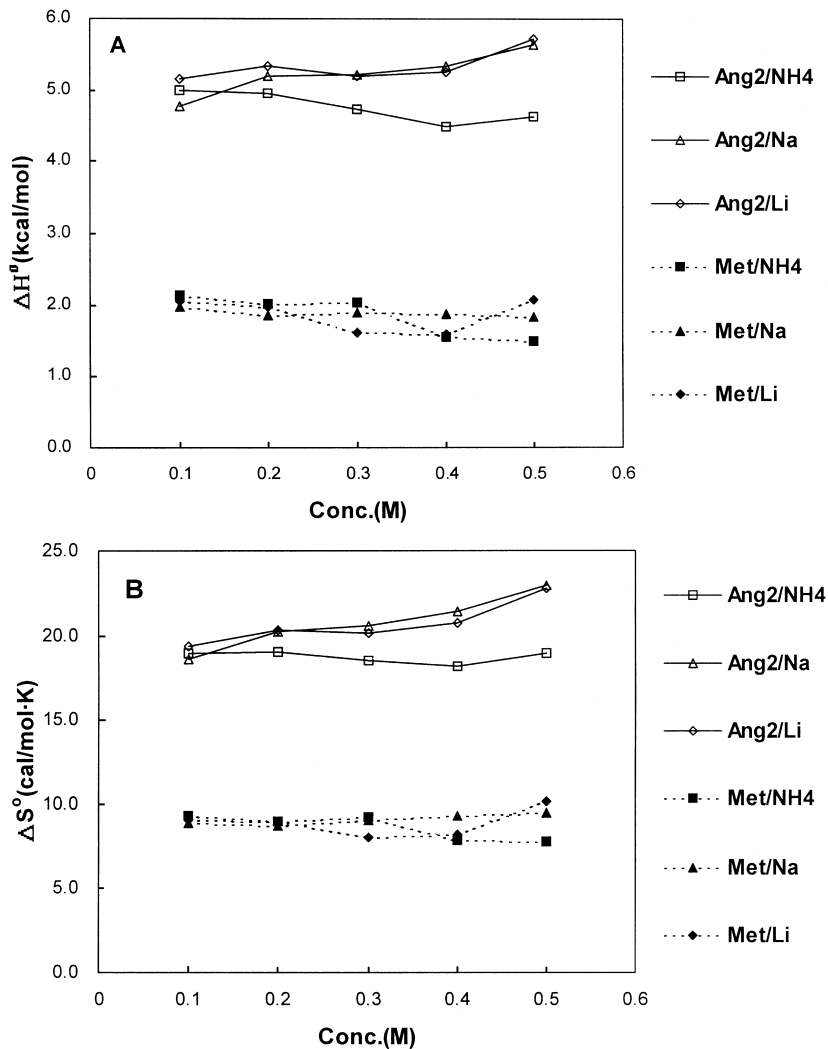 A
6.0
5.0
4.0
3.0
2.0
1.0
0.0
ΔHº(kcal/mol)
0 0.1 0.2 0.3 0.4 0.5 0.6
Conc.(M)
Ang2/NH4
Ang2/Na
Ang2/Li
Met/NH4
Met/Na
Met/Li
B
25.0
20.0
15.0
10.0
5.0
0.0
ΔSº(cal/mol·K)
0 0.1 0.2 0.3 0.4 0.5 0.6
Conc.(M)
Ang2/NH4
Ang2/Na
Ang2/Li
Met/NH4
Met/Na
Met/Li